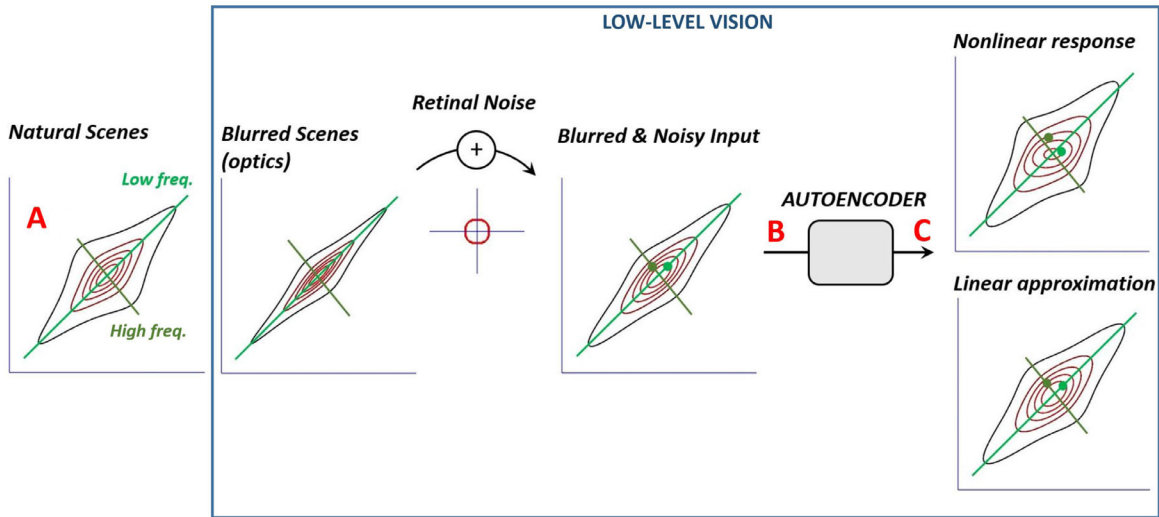 LOW-LEVEL VISION
Natural Scenes
A
Low freq.
High freq.
Blurred Scenes
(optics)
Retinal Noise
+
Blurred & Noisy Input
AUTOENCODER
B
C
Nonlinear response
Linear approximation